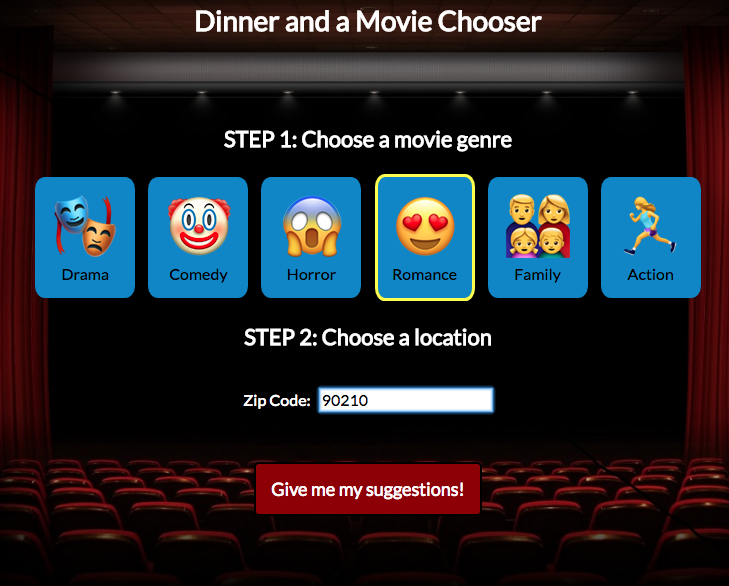 Dinner and a Movie Chooser
STEP 1: Choose a movie genre
Drama Comedy Horror Romance Family Action
STEP 2: Choose a location
Zip Code: 90210
Give me my suggestions!